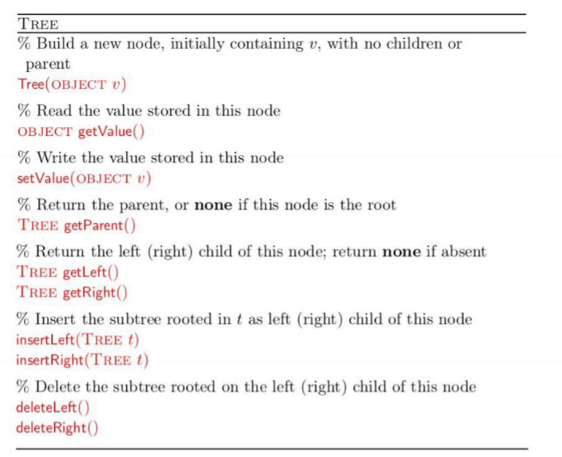 TREE
% Build a new node, initially containing v, with no children or
parent
Tree(OBJECT v)
% Read the value stored in this node
OBJECT getValue()
% Write the value stored in this node
setValue(OBJECT v)
% Return the parent, or none if this node is the root
TREE getParent()
% Return the left (right) child of this node; return none if absent
TREE getLeft()
TREE getRight()
% Insert the subtree rooted in t as left (right) child of this node
insertLeft(TREE t)
insertRight(TREE t)
% Delete the subtree rooted on the left (right) child of this node
deleteLeft()
deleteRight()